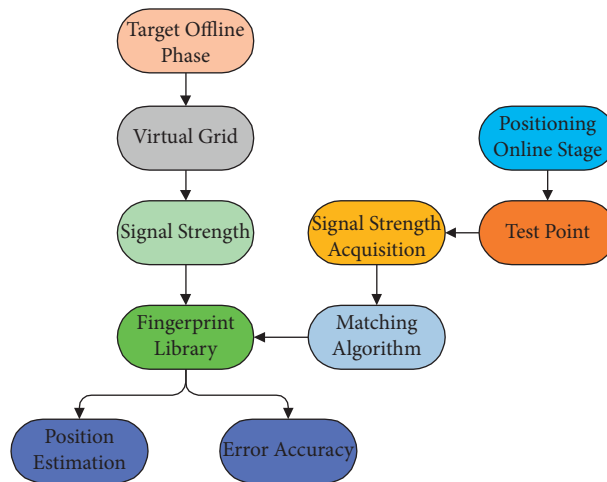 Target Offline
Phase
Virtual Grid
Positioning
Online Stage
Signal Strength
Signal Strength
Acquisition
Test Point
Fingerprint
Library
Matching
Algorithm
Position
Estimation
Error Accuracy